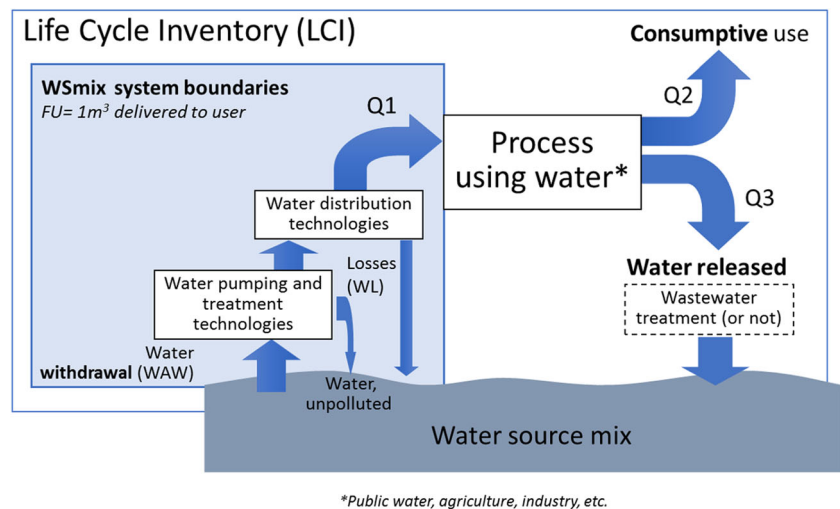 Life Cycle Inventory (LCI)
Consumptive use
WSmix system boundaries
FU= 1m³ delivered to user
Q1
Q2
Process
using water*
Q3
Water distribution
technologies
Losses
(WL)
Water pumping and
treatment
technologies
Water released
Wastewater
treatment (or not)
Water
withdrawal (WAW)
Water,
unpolluted
Water source mix
*Public water, agriculture, industry, etc.